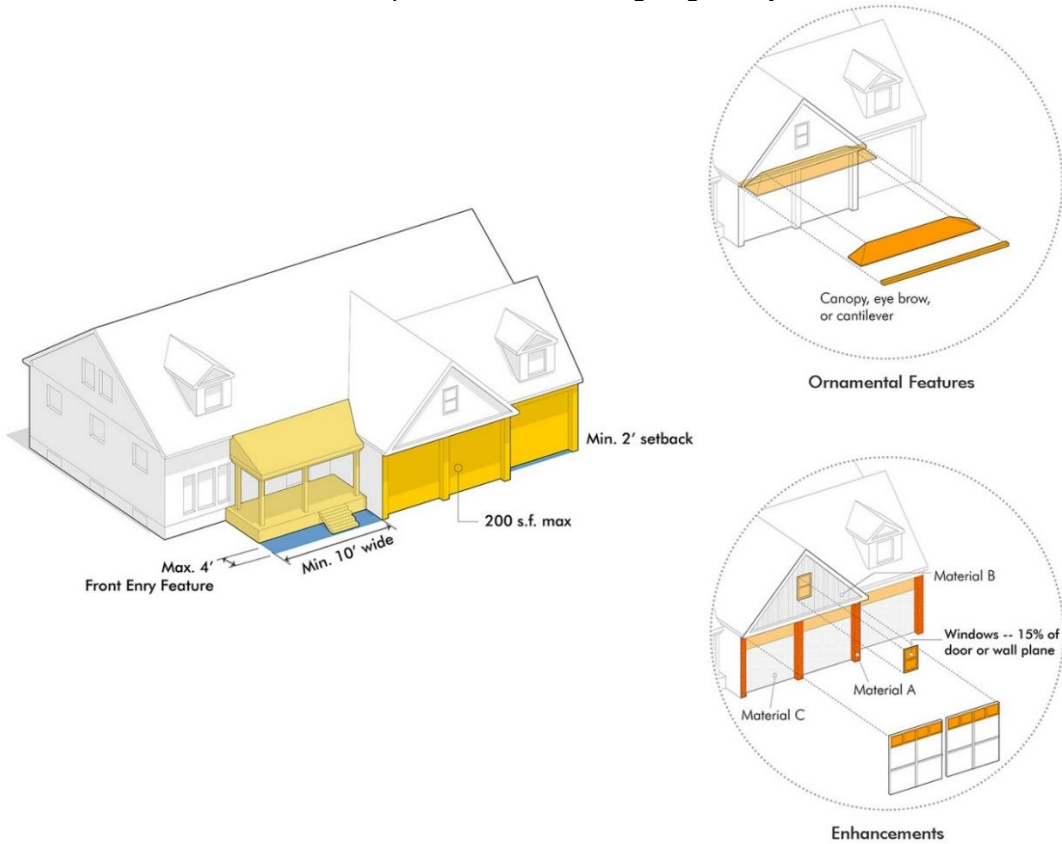 Canopy, eye brow,
or cantilever
Ornamental Features
Min. 2' setback
200 s.f. max
Min. 10' wide
Max. 4'
Front Enry Feature
Material B
Windows -- 15% of
door or wall plane
Material A
Material C
Enhancements